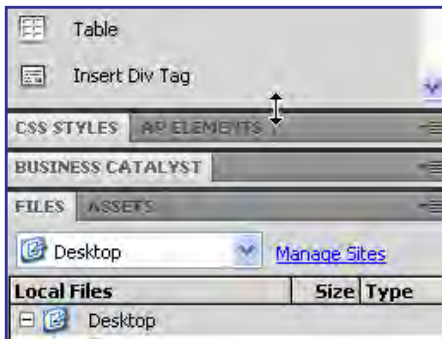 Table
Insert Div Tag
CSS STYLES AP ELEMENTS
BUSINESS CATALYST
FILES ASSETS
Desktop Manage Sites
Local Files Size Type
Desktop